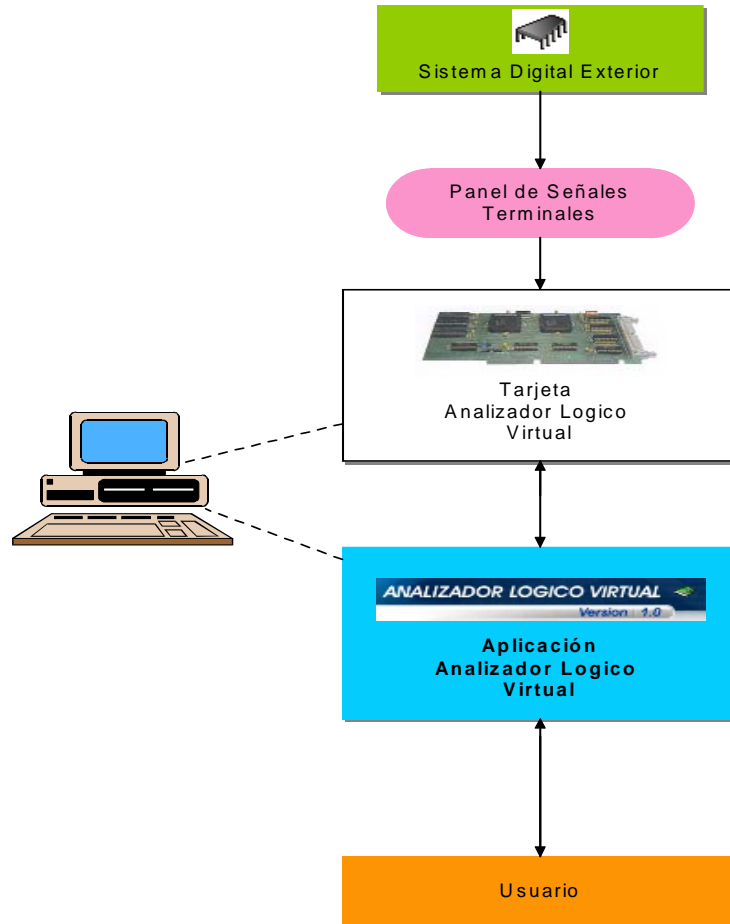 Sistema Digital Exterior
Panel de Señales
Terminales
Tarjeta
Analizador Logico
Virtual
ANALIZADOR LOGICO VIRTUAL
Version : 1.0
Aplicación
Analizador Logico
Virtual
Usuario